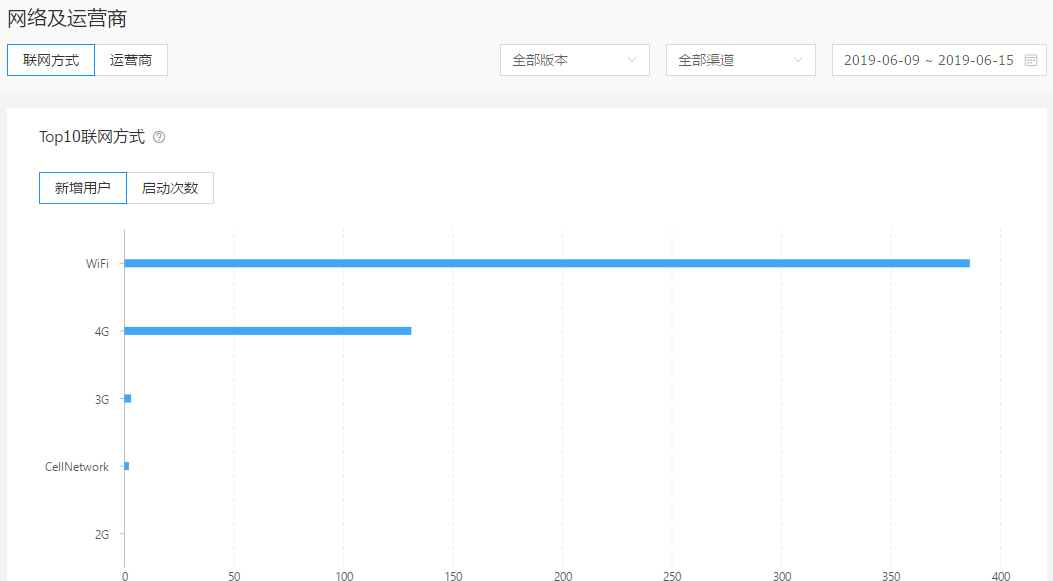 网络及运营商
联网方式 运营商 全部版本 全部渠道 2019-06-09 ~ 2019-06-15
Top10联网方式
新增用户 启动次数
WiFi
4G
3G
CellNetwork
2G
0 50 100 150 200 250 300 350 400